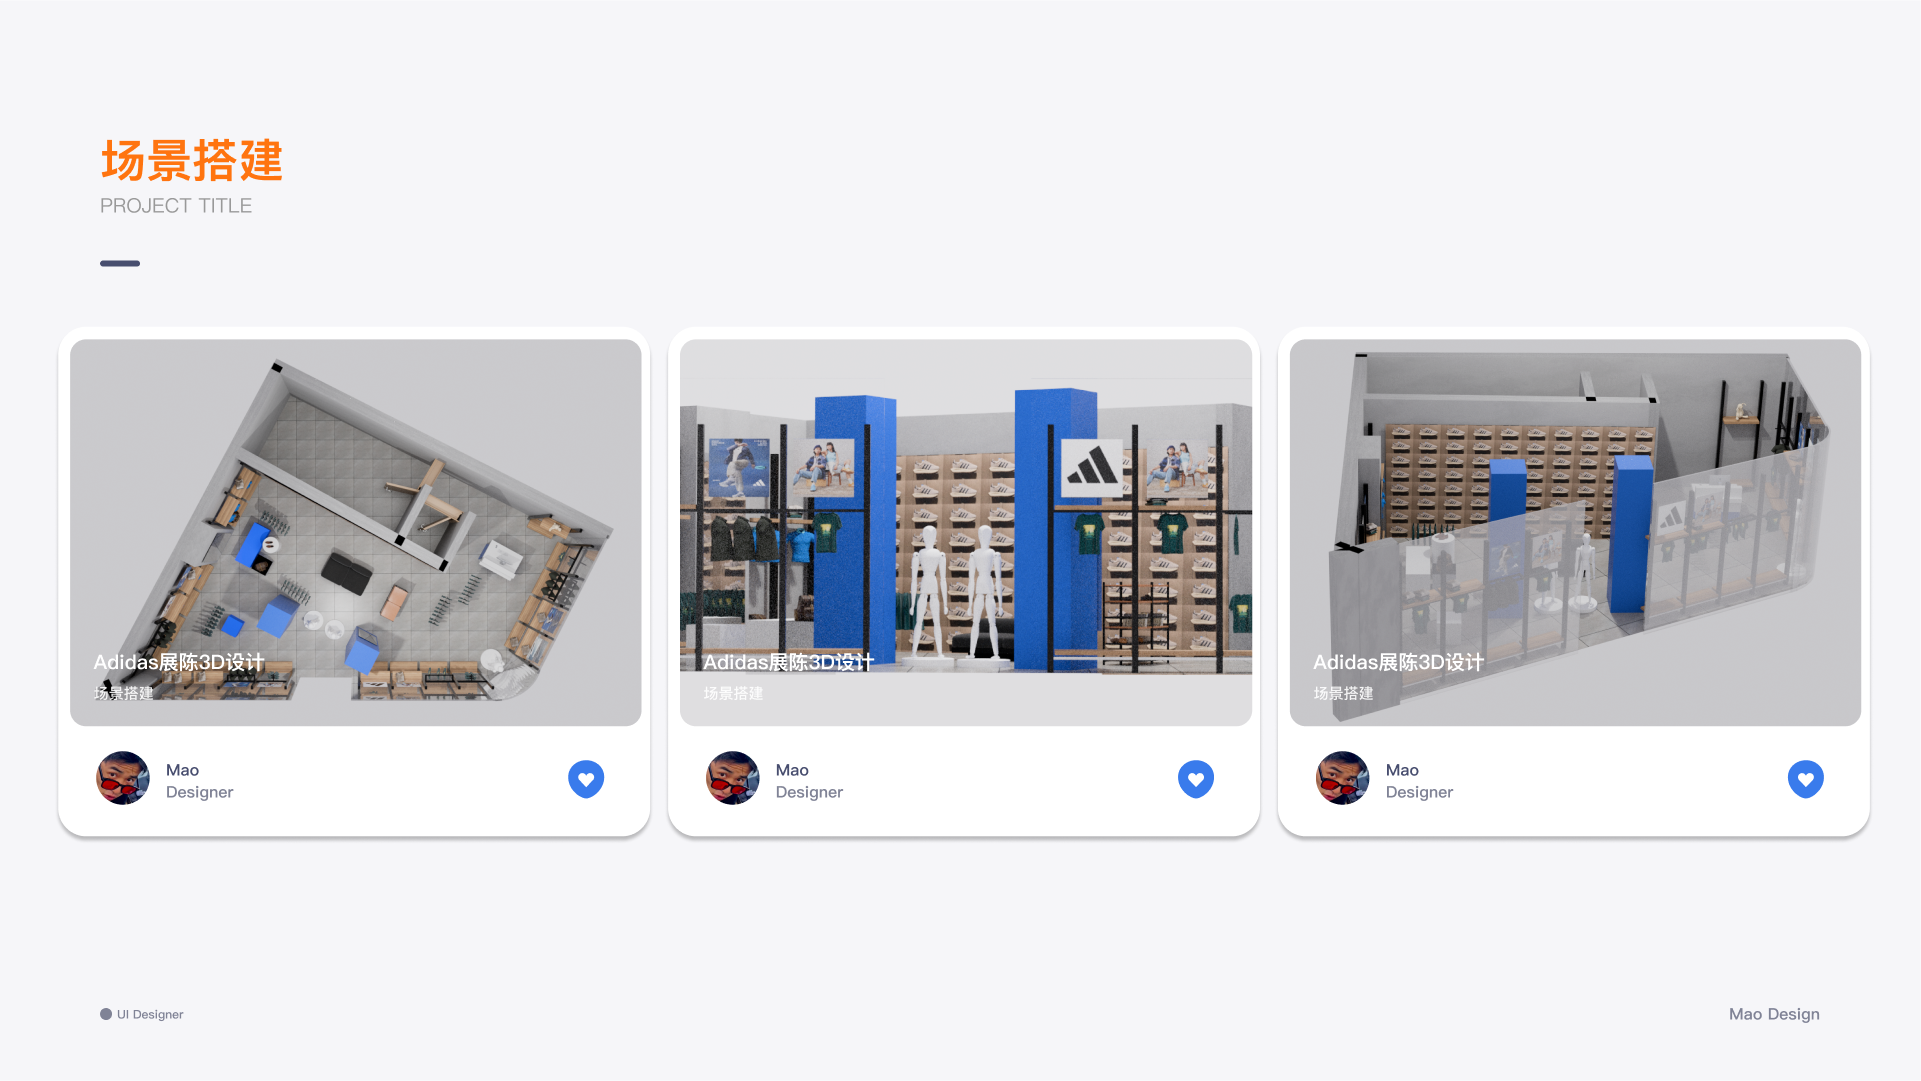 场景搭建
PROJECT TITLE
Adidas展陈3D设计
场景搭建
Mao
Designer
Adidas展陈3D设计
场景搭建
Mao
Designer
Adidas展陈3D设计
场景搭建
Mao
Designer
UI Designer
Mao Design